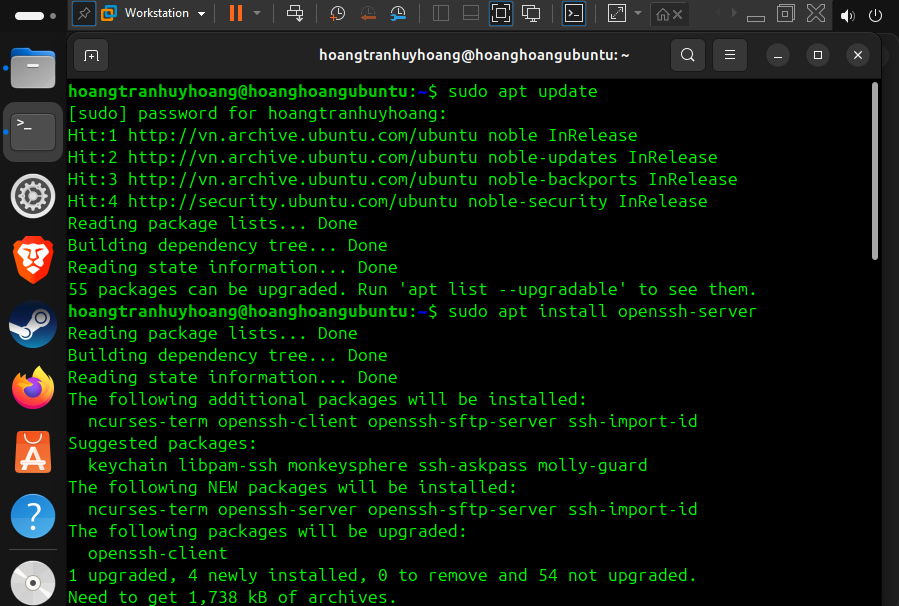 Workstation
hoangtranhuyhoang@hoanghoangubuntu: ~
hoangtranhuyhoang@hoanghoangubuntu:~$ sudo apt update
[sudo] password for hoangtranhuyhoang:
Hit:1 http://vn.archive.ubuntu.com/ubuntu noble InRelease
Hit:2 http://vn.archive.ubuntu.com/ubuntu noble-updates InRelease
Hit:3 http://vn.archive.ubuntu.com/ubuntu noble-backports InRelease
Hit:4 http://security.ubuntu.com/ubuntu noble-security InRelease
Reading package lists... Done
Building dependency tree... Done
Reading state information... Done
55 packages can be upgraded. Run 'apt list --upgradable' to see them.
hoangtranhuyhoang@hoanghoangubuntu:~$ sudo apt install openssh-server
Reading package lists... Done
Building dependency tree... Done
Reading state information... Done
The following additional packages will be installed:
  ncurses-term openssh-client openssh-sftp-server ssh-import-id
Suggested packages:
  keychain libpam-ssh monkeysphere ssh-askpass molly-guard
The following NEW packages will be installed:
  ncurses-term openssh-server openssh-sftp-server ssh-import-id
The following packages will be upgraded:
  openssh-client
1 upgraded, 4 newly installed, 0 to remove and 54 not upgraded.
Need to get 1,738 kB of archives.